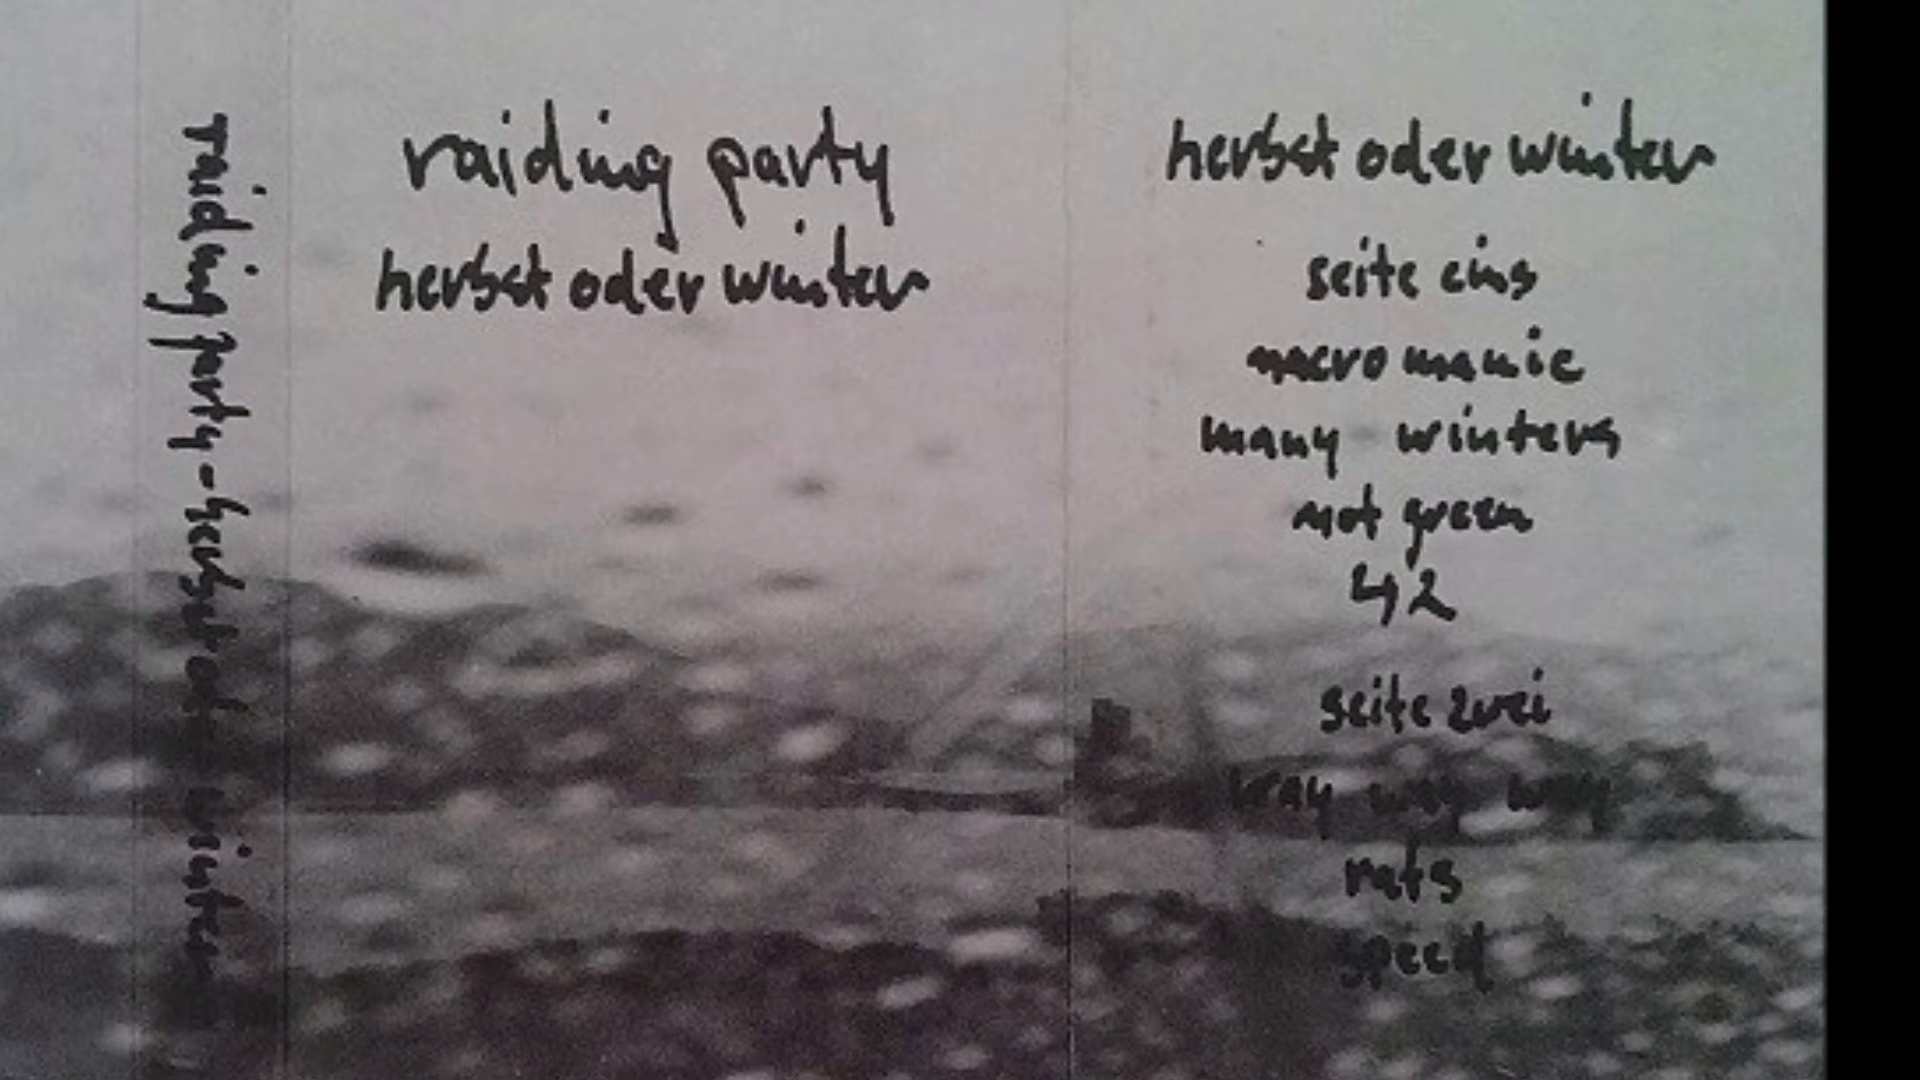 raiding party - herbst oder winter
raiding party
herbst oder winter
herbst oder winter
seite eins
macro manie
many winters
not green
42
seite zwei
way way way
rats
speed